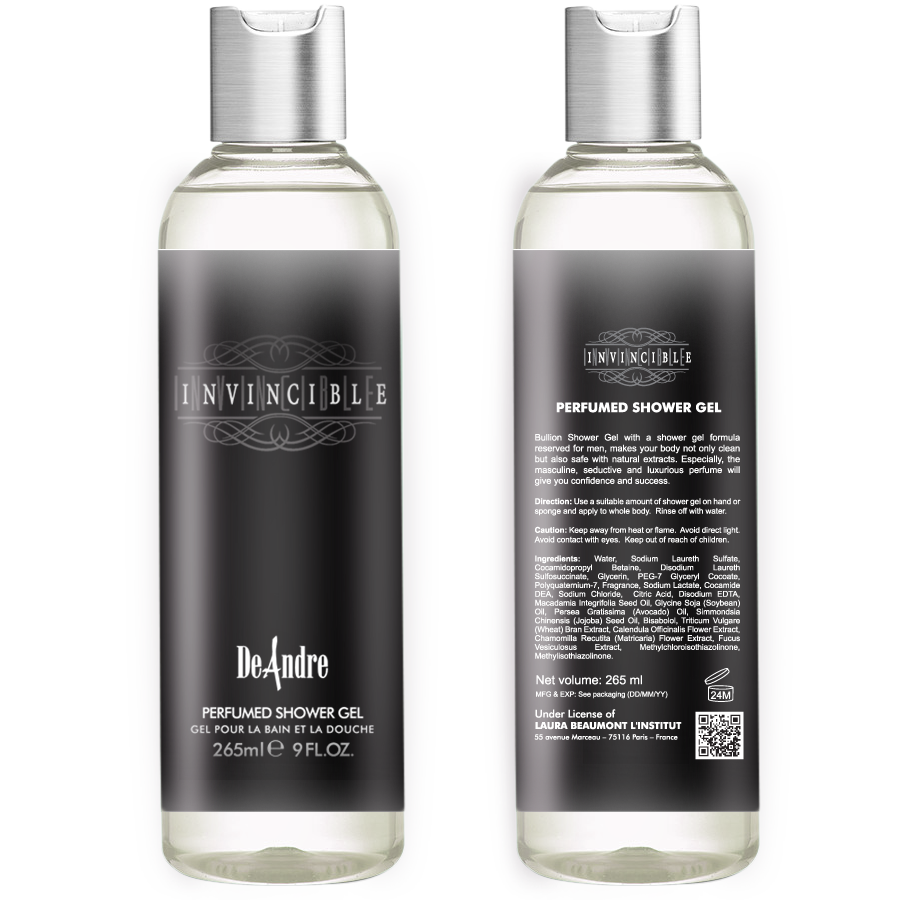 INVINCIBLE
DeAndre
PERFUMED SHOWER GEL
GEL POUR LA BAIN ET LA DOUCHE
265ml ℮ 9 FL.OZ.
INVINCIBLE
PERFUMED SHOWER GEL
Bullion Shower Gel with a shower gel formula
reserved for men, makes your body not only clean
but also safe with natural extracts. Especially, the
masculine, seductive and luxurious perfume will
give you confidence and success.
Direction: Use a suitable amount of shower gel on hand or
sponge and apply to whole body. Rinse off with water.
Caution: Keep away from heat or flame. Avoid direct light.
Avoid contact with eyes. Keep out of reach of children.
Ingredients: Water, Sodium Laureth Sulfate,
Cocamidopropyl Betaine, Disodium Laureth
Sulfosuccinate, Glycerin, PEG-7 Glyceryl Cocoate,
Polyquaternium-7, Fragrance, Sodium Lactate, Cocamide
DEA, Sodium Chloride, Citric Acid, Disodium EDTA,
Macadamia Integrifolia Seed Oil, Glycine Soja (Soybean)
Oil, Persea Gratissima (Avocado) Oil, Simmondsia
Chinensis (Jojoba) Seed Oil, Bisabolol, Triticum Vulgare
(Wheat) Bran Extract, Calendula Officinalis Flower Extract,
Chamomilla Recutita (Matricaria) Flower Extract, Fucus
Vesiculosus Extract, Methylchloroisothiazolinone,
Methylisothiazolinone.
Net volume: 265 ml
MFG & EXP: See packaging (DD/MM/YY)
24M
Under License of
LAURA BEAUMONT L'INSTITUT
55 avenue Marceau – 75116 Paris – France